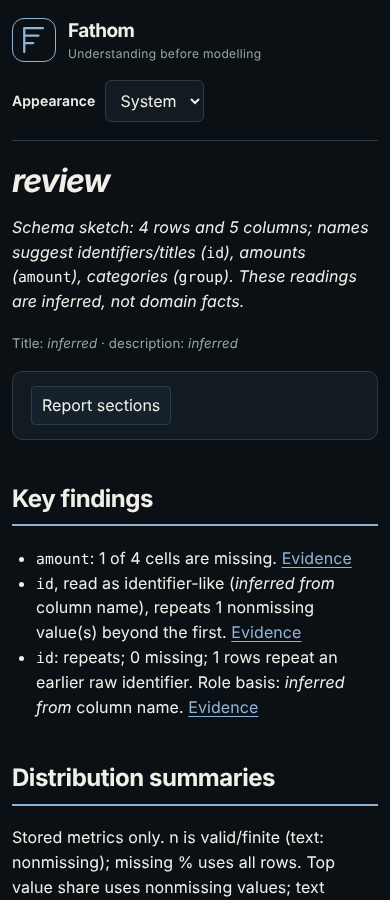 Fathom
Understanding before modelling
Appearance System
review
Schema sketch: 4 rows and 5 columns; names
suggest identifiers/titles (id), amounts
(amount), categories (group). These readings
are inferred, not domain facts.
Title: inferred · description: inferred
Report sections
Key findings
• amount: 1 of 4 cells are missing. Evidence
• id, read as identifier-like (inferred from
column name), repeats 1 nonmissing
value(s) beyond the first. Evidence
• id: repeats; 0 missing; 1 rows repeat an
earlier raw identifier. Role basis: inferred
from column name. Evidence
Distribution summaries
Stored metrics only. n is valid/finite (text:
nonmissing); missing % uses all rows. Top
value share uses nonmissing values; text